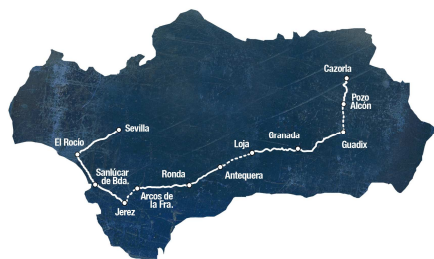 Cazorla
Pozo
Alcón
Granada
Loja
Guadix
Sevilla
El Rocío
Antequera
Ronda
Sanlúcar
de Bda.
Arcos de
la Fra.
Jerez